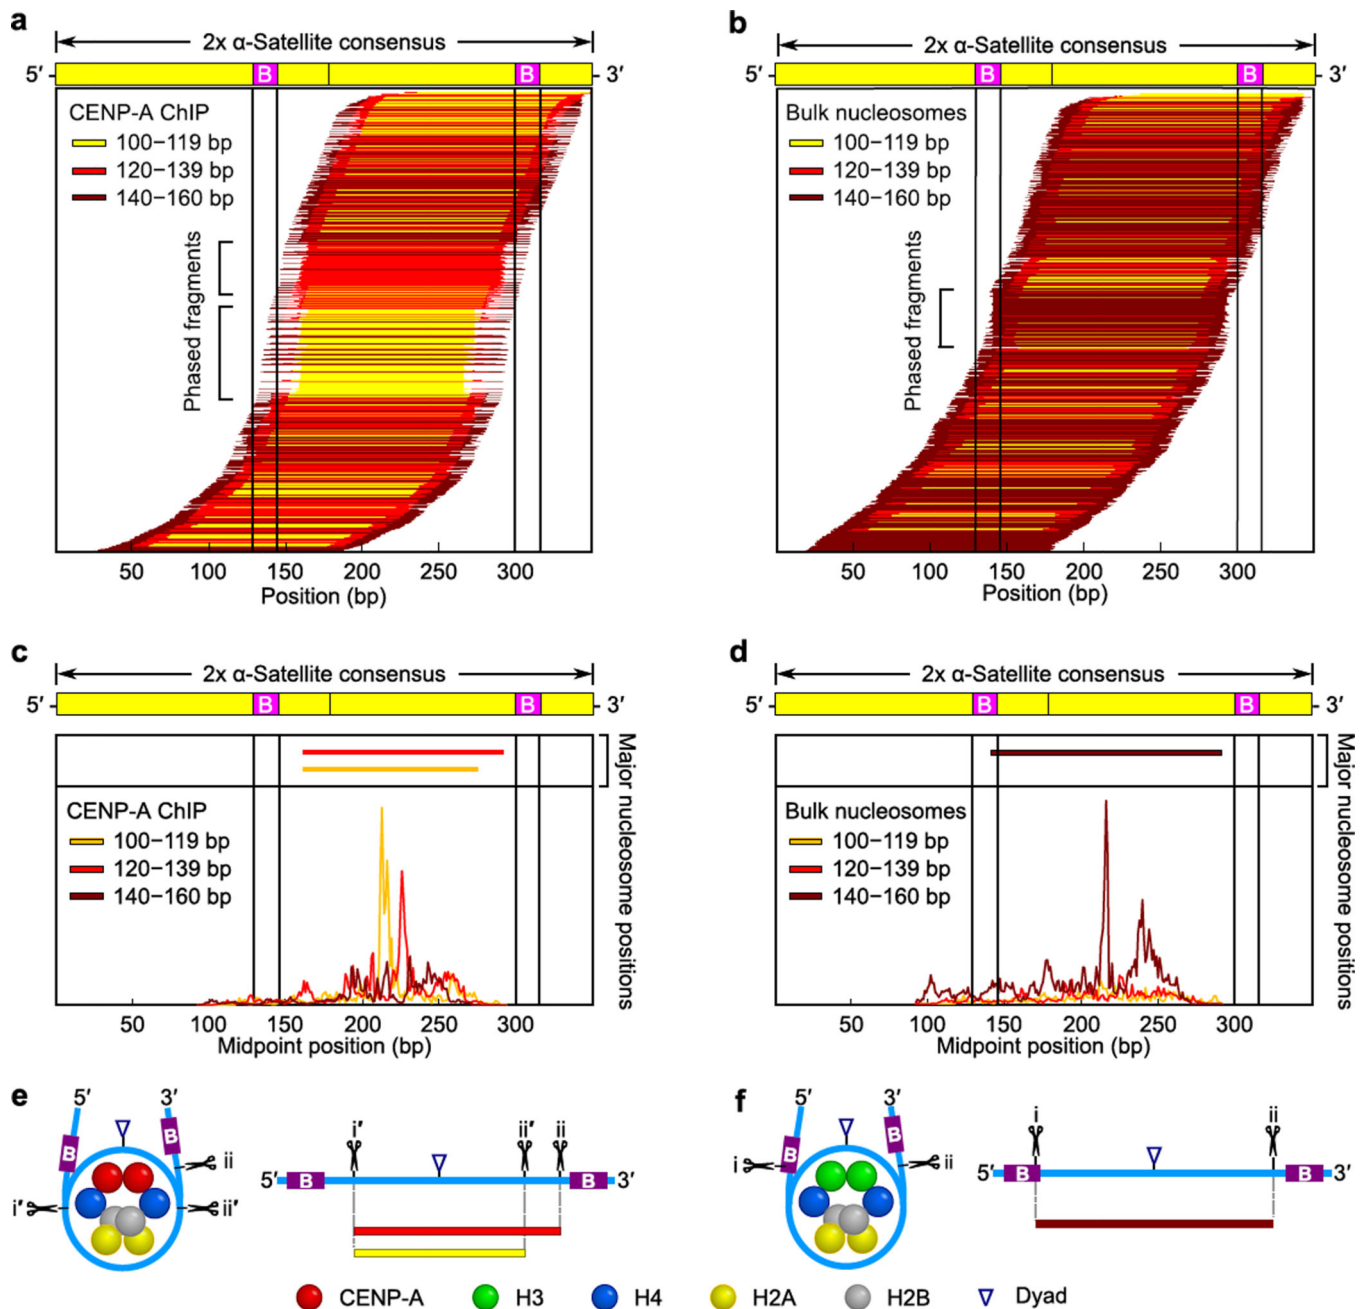 a
2x α-Satellite consensus
5′ B B 3′
CENP-A ChIP
100–119 bp
120–139 bp
140–160 bp
Phased fragments
50 100 150 200 250 300
Position (bp)
b
2x α-Satellite consensus
5′ B B 3′
Bulk nucleosomes
100–119 bp
120–139 bp
140–160 bp
Phased fragments
50 100 150 200 250 300
Position (bp)
c
2x α-Satellite consensus
5′ B B 3′
Major nucleosome positions
CENP-A ChIP
100–119 bp
120–139 bp
140–160 bp
50 100 150 200 250 300
Midpoint position (bp)
d
2x α-Satellite consensus
5′ B B 3′
Major nucleosome positions
Bulk nucleosomes
100–119 bp
120–139 bp
140–160 bp
50 100 150 200 250 300
Midpoint position (bp)
e
5′ 3′
B B
ii
i′ ii′
i′ ii′ ii
5′ B B 3′
f
5′ 3′
B B
i ii
i ii
5′ B B 3′
CENP-A H3 H4 H2A H2B Dyad